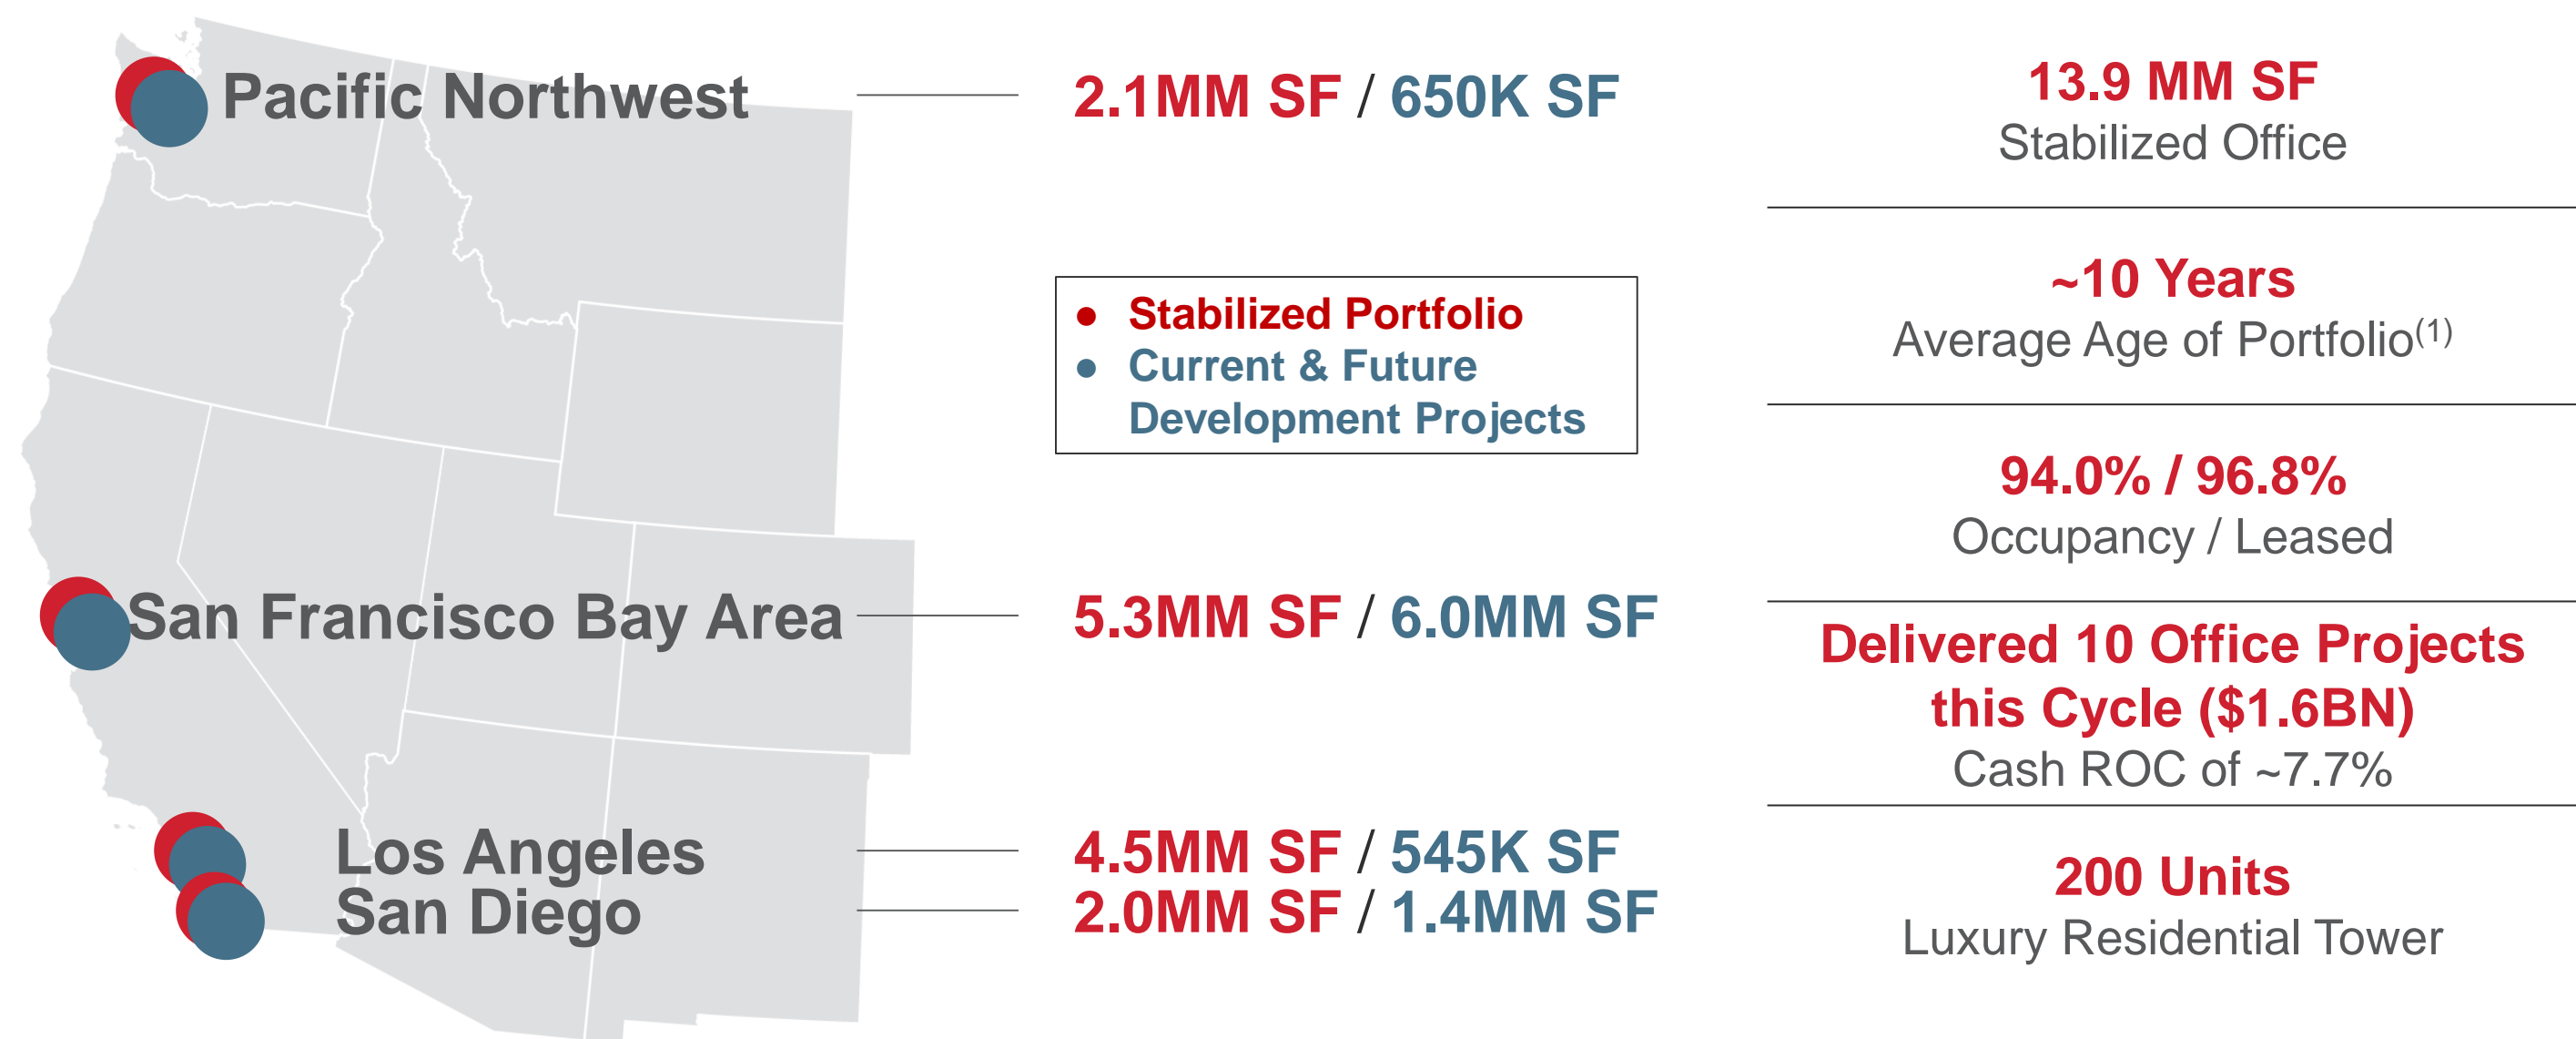 Pacific Northwest
2.1MM SF / 650K SF
● Stabilized Portfolio
● Current & Future
Development Projects
San Francisco Bay Area
5.3MM SF / 6.0MM SF
Los Angeles
4.5MM SF / 545K SF
San Diego
2.0MM SF / 1.4MM SF
13.9 MM SF
Stabilized Office
~10 Years
Average Age of Portfolio(1)
94.0% / 96.8%
Occupancy / Leased
Delivered 10 Office Projects
this Cycle ($1.6BN)
Cash ROC of ~7.7%
200 Units
Luxury Residential Tower